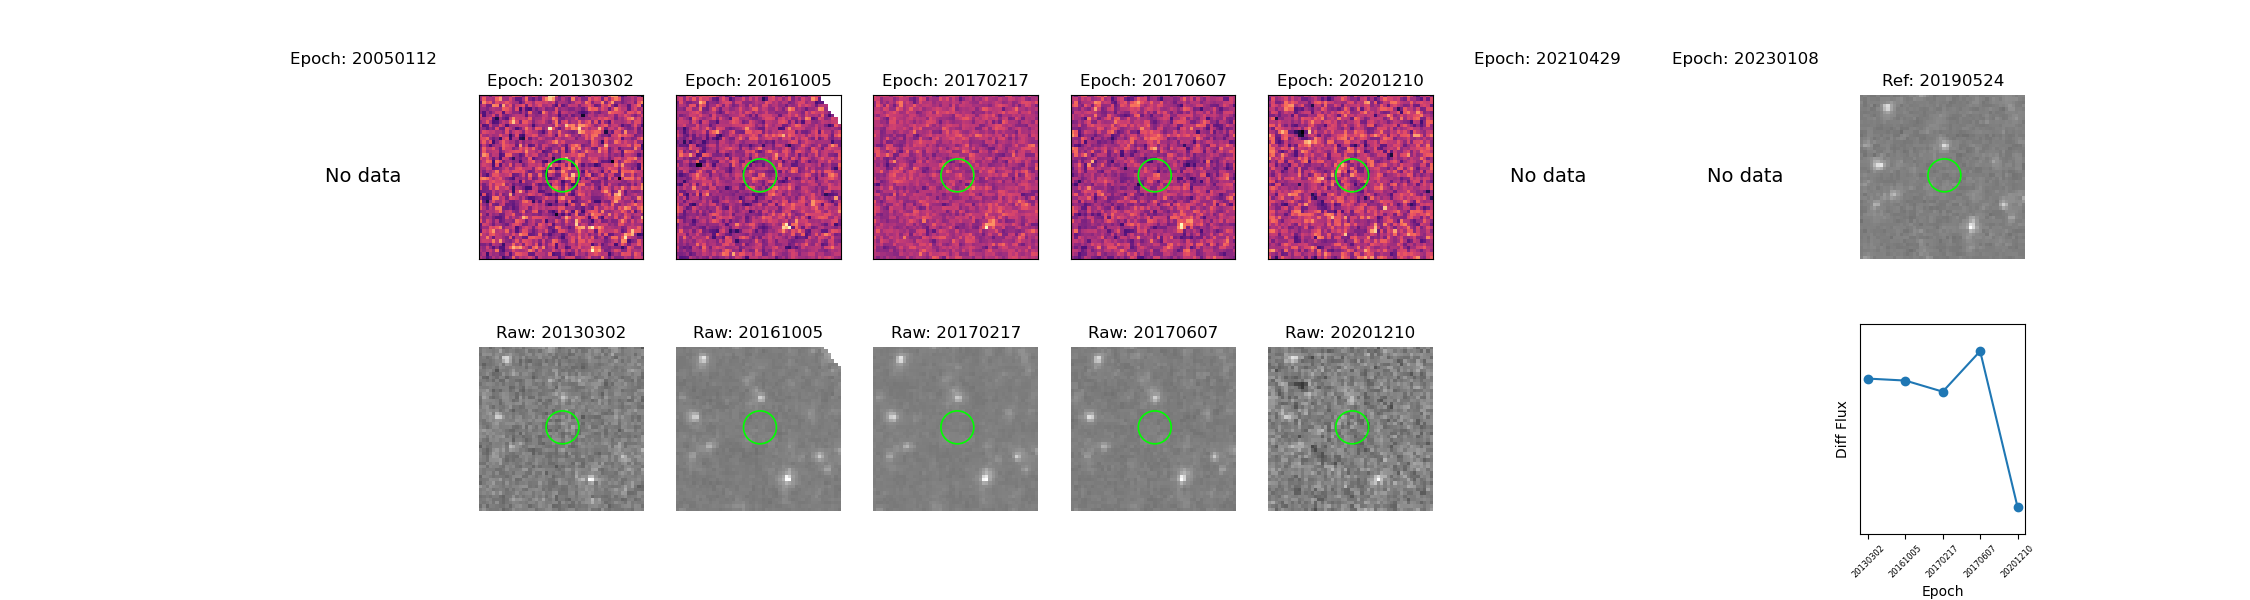 Epoch: 20050112
Epoch: 20130302
Epoch: 20161005
Epoch: 20170217
Epoch: 20170607
Epoch: 20201210
Epoch: 20210429
Epoch: 20230108
Ref: 20190524
No data
No data
No data
Raw: 20130302
Raw: 20161005
Raw: 20170217
Raw: 20170607
Raw: 20201210
Diff Flux
20130302
20161005
20170217
20170607
20201210
Epoch